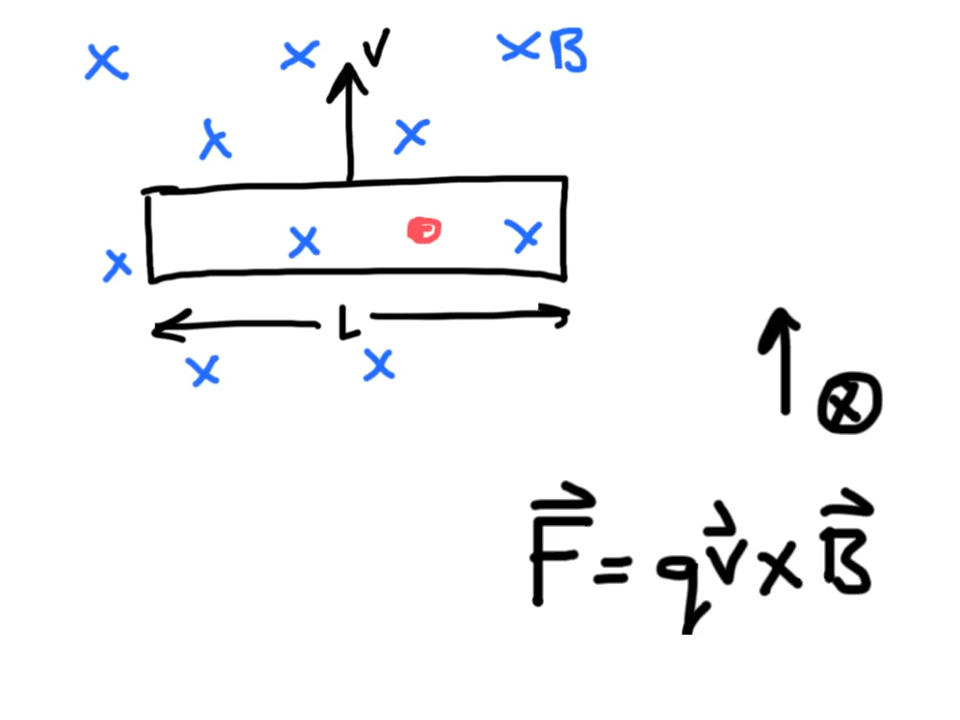 x x V x B
x x
x x x
L
x x
x
F = qv x B